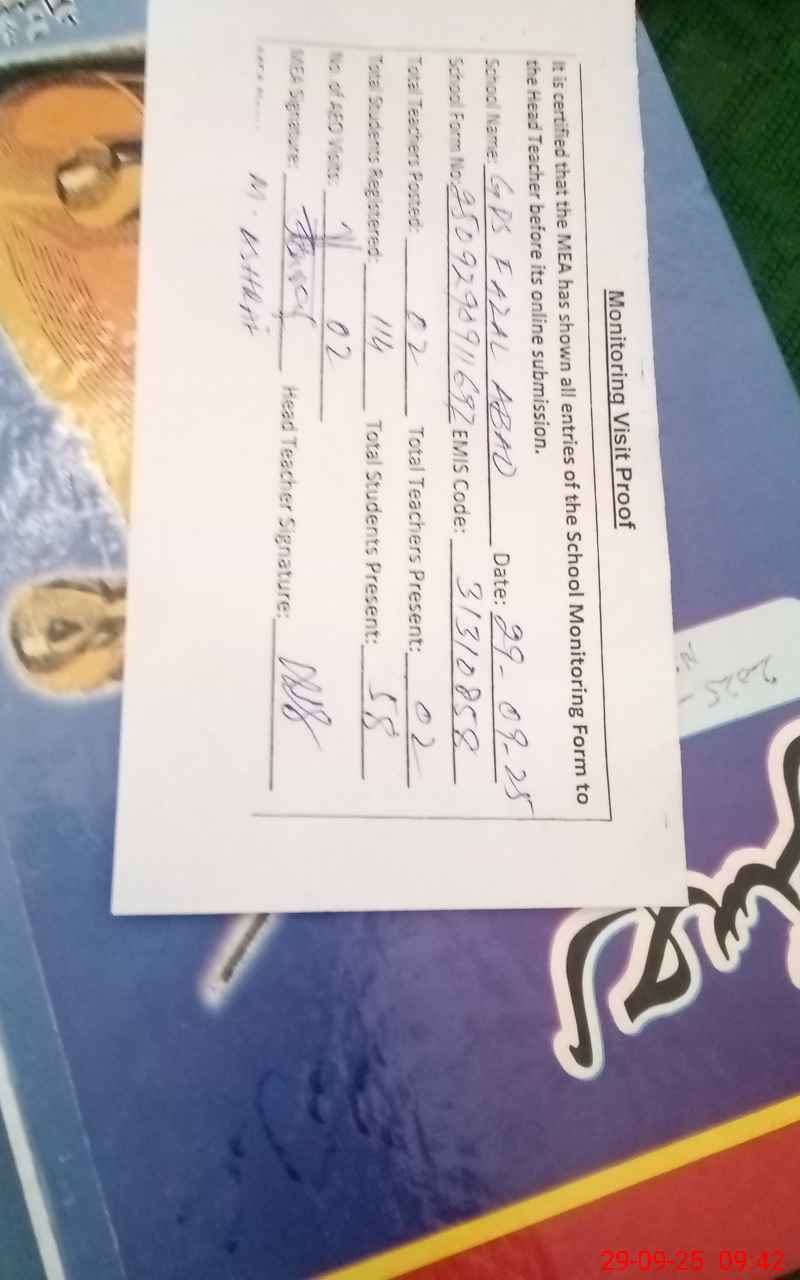 Monitoring Visit Proof
It is certified that the MEA has shown all entries of the School Monitoring Form to
the Head Teacher before its online submission.
School Name: GPS FAZAL ABAD Date: 29-09-25
School Form No: 9509298911692 EMIS Code: 31310858
Total Teachers Posted: 02 Total Teachers Present: 02
Total Students Registered: 114 Total Students Present: 58
No. of AEO Visits: 02
MEA Signature: Head Teacher Signature:
2025
29-09-25 09:42